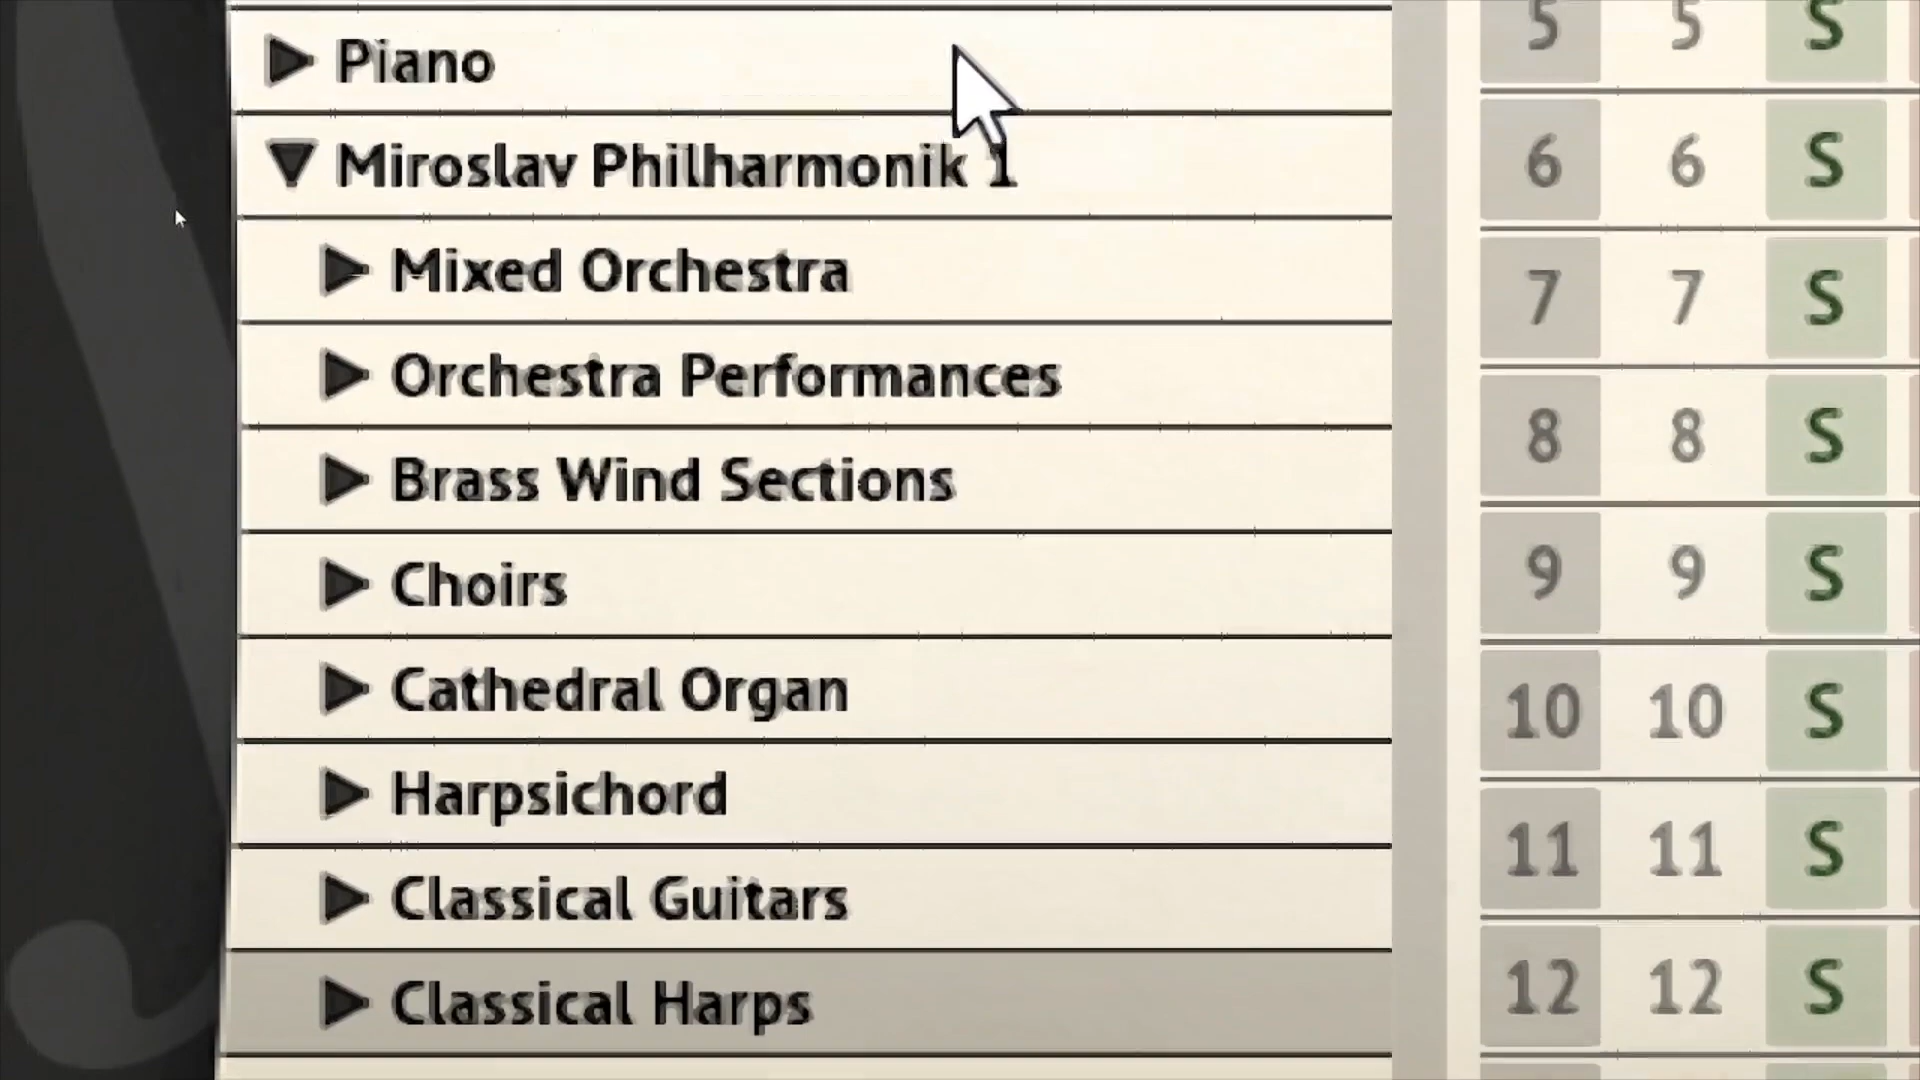 Piano
Miroslav Philharmonik 1
Mixed Orchestra
Orchestra Performances
Brass Wind Sections
Choirs
Cathedral Organ
Harpsichord
Classical Guitars
Classical Harps
5 5 S
6 6 S
7 7 S
8 8 S
9 9 S
10 10 S
11 11 S
12 12 S